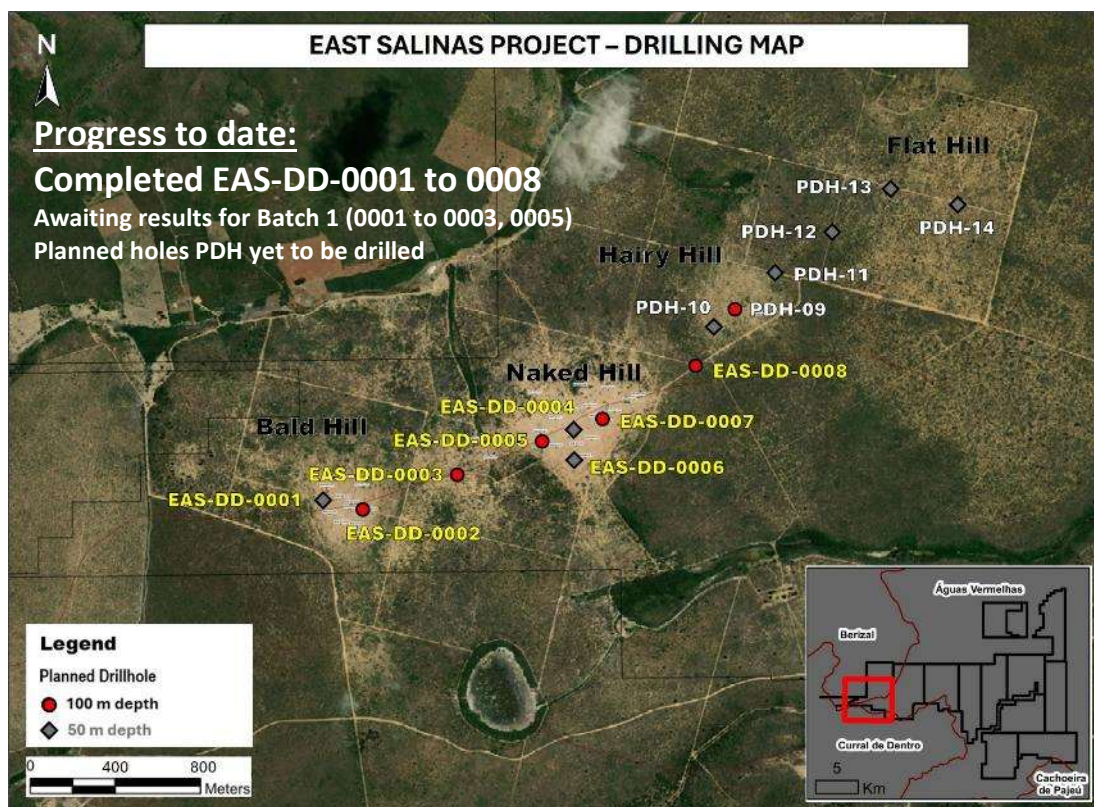 EAST SALINAS PROJECT – DRILLING MAP
N
Progress to date:
Completed EAS-DD-0001 to 0008
Awaiting results for Batch 1 (0001 to 0003, 0005)
Planned holes PDH yet to be drilled
Flat Hill
PDH-13
PDH-14
PDH-12
Hairy Hill
PDH-11
PDH-10
PDH-09
EAS-DD-0008
Naked Hill
EAS-DD-0004
EAS-DD-0007
Bald Hill
EAS-DD-0005
EAS-DD-0006
EAS-DD-0003
EAS-DD-0001
EAS-DD-0002
Legend
Planned Drillhole
100 m depth
50 m depth
0 400 800
Meters
Águas Vermelhas
Berizal
Curral de Dentro
5
Km
Cachoeira
de Pajeú